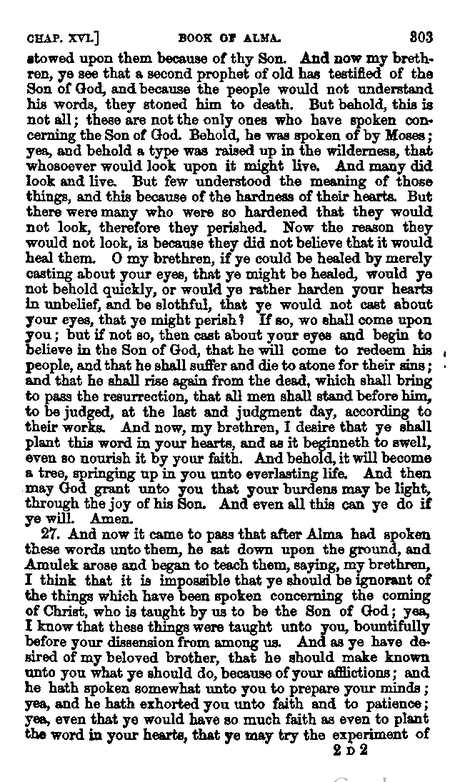 CHAP. XVI.] BOOK OF ALMA. 303
stowed upon them because of thy Son. And now my breth-
ren, ye see that a second prophet of old has testified of the
Son of God, and because the people would not understand
his words, they stoned him to death. But behold, this is
not all; these are not the only ones who have spoken con-
cerning the Son of God. Behold, he was spoken of by Moses;
yea, and behold a type was raised up in the wilderness, that
whosoever would look upon it might live. And many did
look and live. But few understood the meaning of those
things, and this because of the hardness of their hearts. But
there were many who were so hardened that they would
not look, therefore they perished. Now the reason they
would not look, is because they did not believe that it would
heal them. O my brethren, if ye could be healed by merely
casting about your eyes, that ye might be healed, would ye
not behold quickly, or would ye rather harden your hearts
in unbelief, and be slothful, that ye would not cast about
your eyes, that ye might perish? If so, wo shall come upon
you; but if not so, then cast about your eyes and begin to
believe in the Son of God, that he will come to redeem his
people, and that he shall suffer and die to atone for their sins;
and that he shall rise again from the dead, which shall bring
to pass the resurrection, that all men shall stand before him,
to be judged, at the last and judgment day, according to
their works. And now, my brethren, I desire that ye shall
plant this word in your hearts, and as it beginneth to swell,
even so nourish it by your faith. And behold, it will become
a tree, springing up in you unto everlasting life. And then
may God grant unto you that your burdens may be light,
through the joy of his Son. And even all this can ye do if
ye will. Amen.
27. And now it came to pass that after Alma had spoken
these words unto them, he sat down upon the ground, and
Amulek arose and began to teach them, saying, my brethren,
I think that it is impossible that ye should be ignorant of
the things which have been spoken concerning the coming
of Christ, who is taught by us to be the Son of God; yea,
I know that these things were taught unto you, bountifully
before your dissension from among us. And as ye have de-
sired of my beloved brother, that he should make known
unto you what ye should do, because of your afflictions; and
he hath spoken somewhat unto you to prepare your minds;
yea, and he hath exhorted you unto faith and to patience;
yea, even that ye would have so much faith as even to plant
the word in your hearts, that ye may try the experiment of
2 D 2